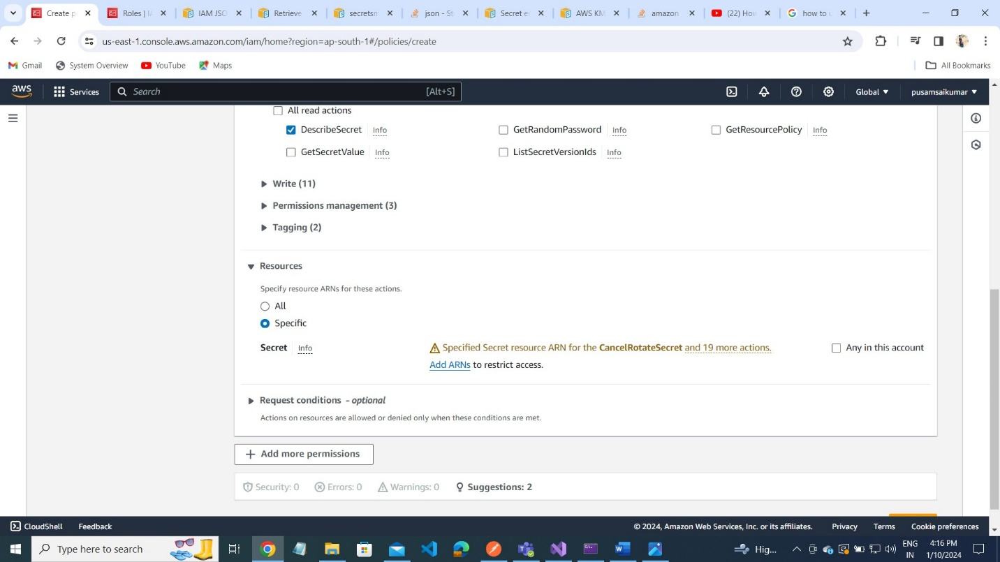 Create p
Roles | I
IAM JSO
Retrieve
secretsm
json - St
Secret e
AWS KM
amazon
(22) How
how to u
us-east-1.console.aws.amazon.com/iam/home?region=ap-south-1#/policies/create
Gmail System Overview YouTube Maps All Bookmarks
aws Services Search [Alt+S] Global pusamsaikumar
All read actions
DescribeSecret Info GetRandomPassword Info GetResourcePolicy Info
GetSecretValue Info ListSecretVersionIds Info
Write (11)
Permissions management (3)
Tagging (2)
Resources
Specify resource ARNs for these actions.
All
Specific
Secret Info Specified Secret resource ARN for the CancelRotateSecret and 19 more actions. Any in this account
Add ARNs to restrict access.
Request conditions - optional
Actions on resources are allowed or denied only when these conditions are met.
Add more permissions
Security: 0 Errors: 0 Warnings: 0 Suggestions: 2
CloudShell Feedback © 2024, Amazon Web Services, Inc. or its affiliates. Privacy Terms Cookie preferences
Type here to search Hig... ENG 4:16 PM
IN 1/10/2024